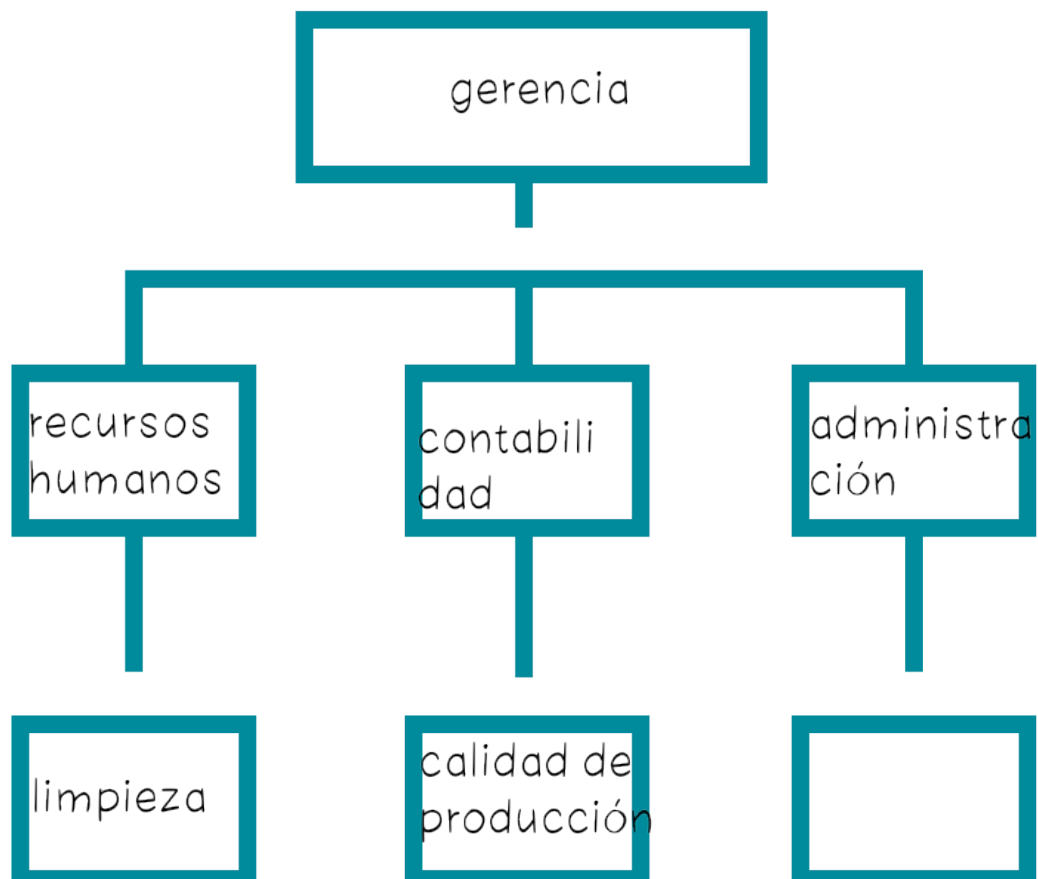 gerencia
recursos
humanos
contabili
dad
administra
ción
limpieza
calidad de
producción